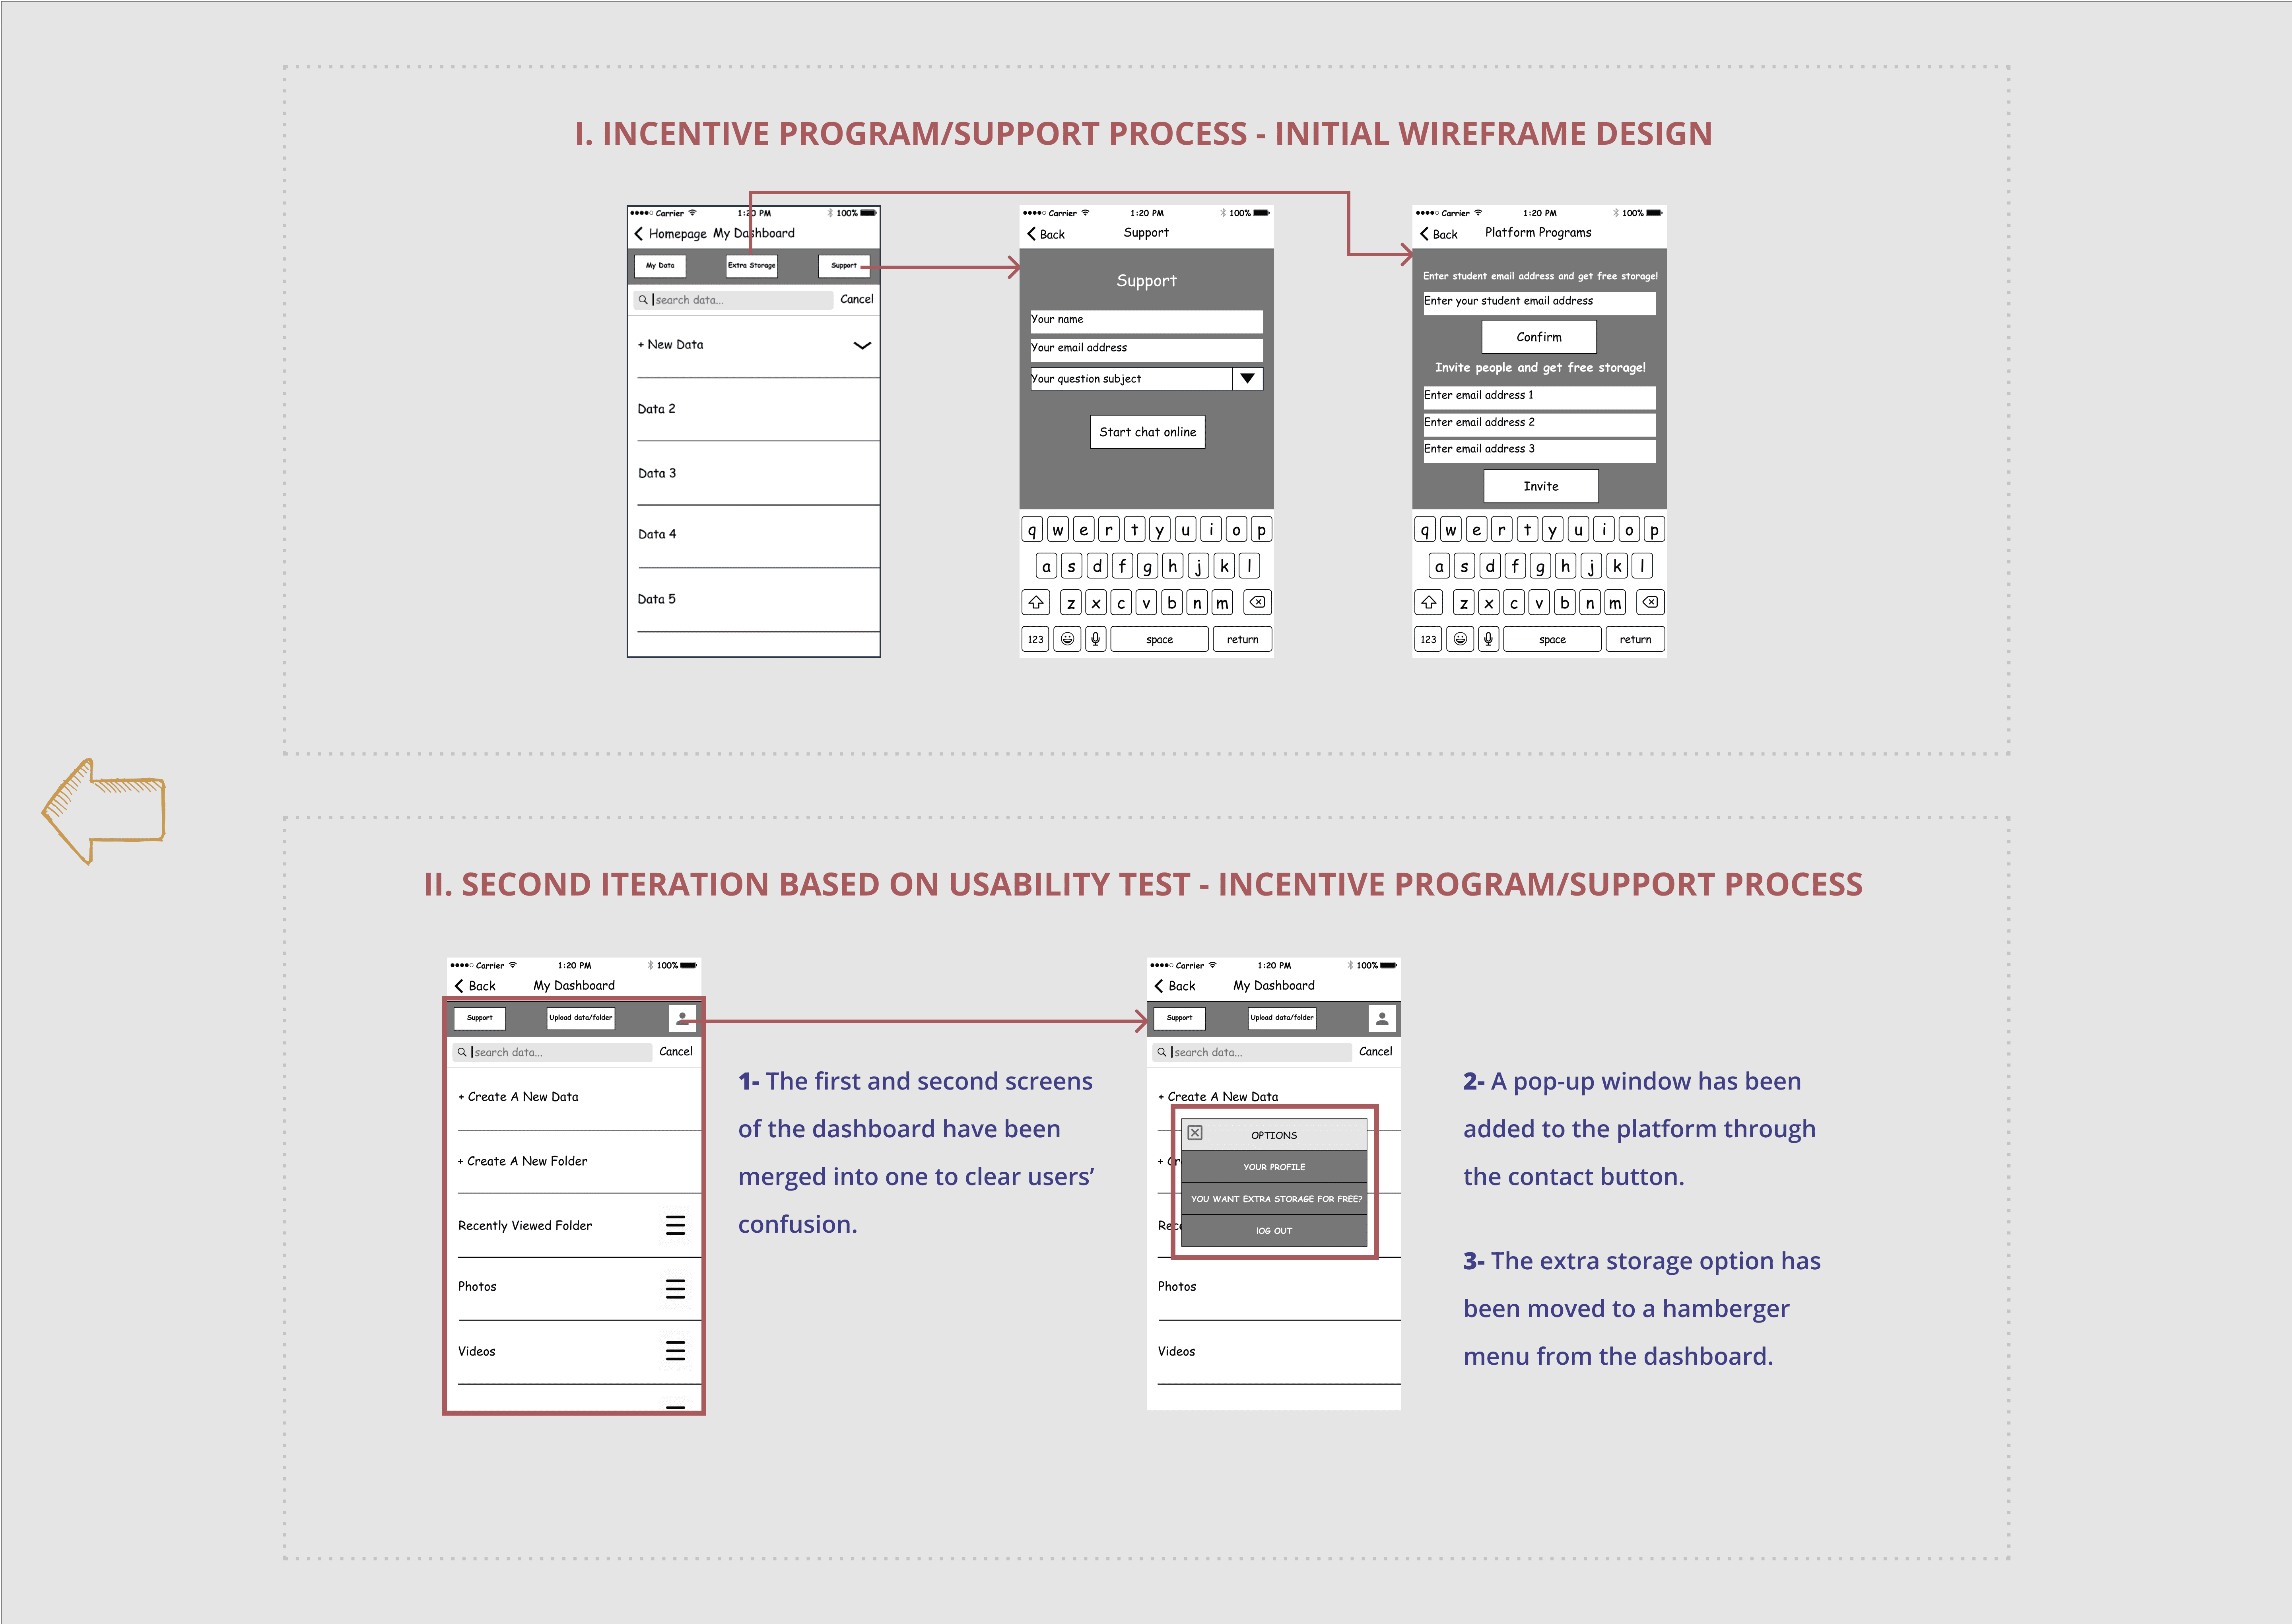 I. INCENTIVE PROGRAM/SUPPORT PROCESS - INITIAL WIREFRAME DESIGN
Carrier 1:20 PM 100%
Homepage My Dashboard
My Data Extra Storage Support
search data... Cancel
+ New Data
Data 2
Data 3
Data 4
Data 5
Carrier 1:20 PM 100%
Back Support
Support
Your name
Your email address
Your question subject
Start chat online
q w e r t y u i o p
a s d f g h j k l
z x c v b n m
123 space return
Carrier 1:20 PM 100%
Back Platform Programs
Enter student email address and get free storage!
Enter your student email address
Confirm
Invite people and get free storage!
Enter email address 1
Enter email address 2
Enter email address 3
Invite
q w e r t y u i o p
a s d f g h j k l
z x c v b n m
123 space return
II. SECOND ITERATION BASED ON USABILITY TEST - INCENTIVE PROGRAM/SUPPORT PROCESS
Carrier 1:20 PM 100%
Back My Dashboard
Support Upload data/folder
search data... Cancel
+ Create A New Data
+ Create A New Folder
Recently Viewed Folder
Photos
Videos
1- The first and second screens
of the dashboard have been
merged into one to clear users’
confusion.
Carrier 1:20 PM 100%
Back My Dashboard
Support Upload data/folder
search data... Cancel
+ Create A New Data
OPTIONS
+ Cr
YOUR PROFILE
YOU WANT EXTRA STORAGE FOR FREE?
Rece
lOG OUT
Photos
Videos
2- A pop-up window has been
added to the platform through
the contact button.
3- The extra storage option has
been moved to a hamberger
menu from the dashboard.